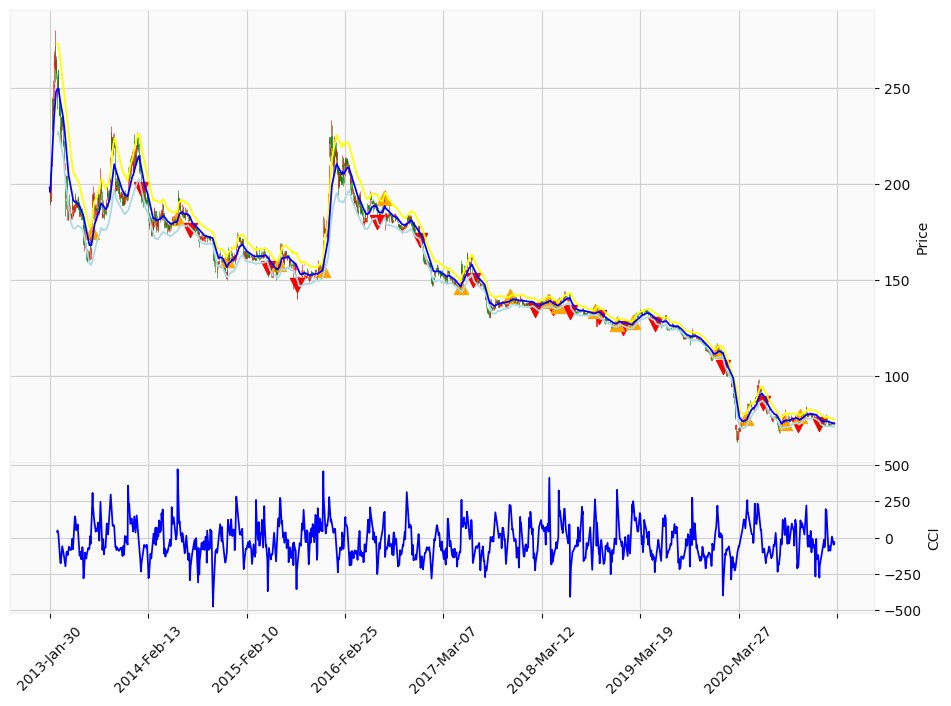 250
200
150
100
Price
500
250
0
−250
−500
CCI
2013-Jan-30
2014-Feb-13
2015-Feb-10
2016-Feb-25
2017-Mar-07
2018-Mar-12
2019-Mar-19
2020-Mar-27